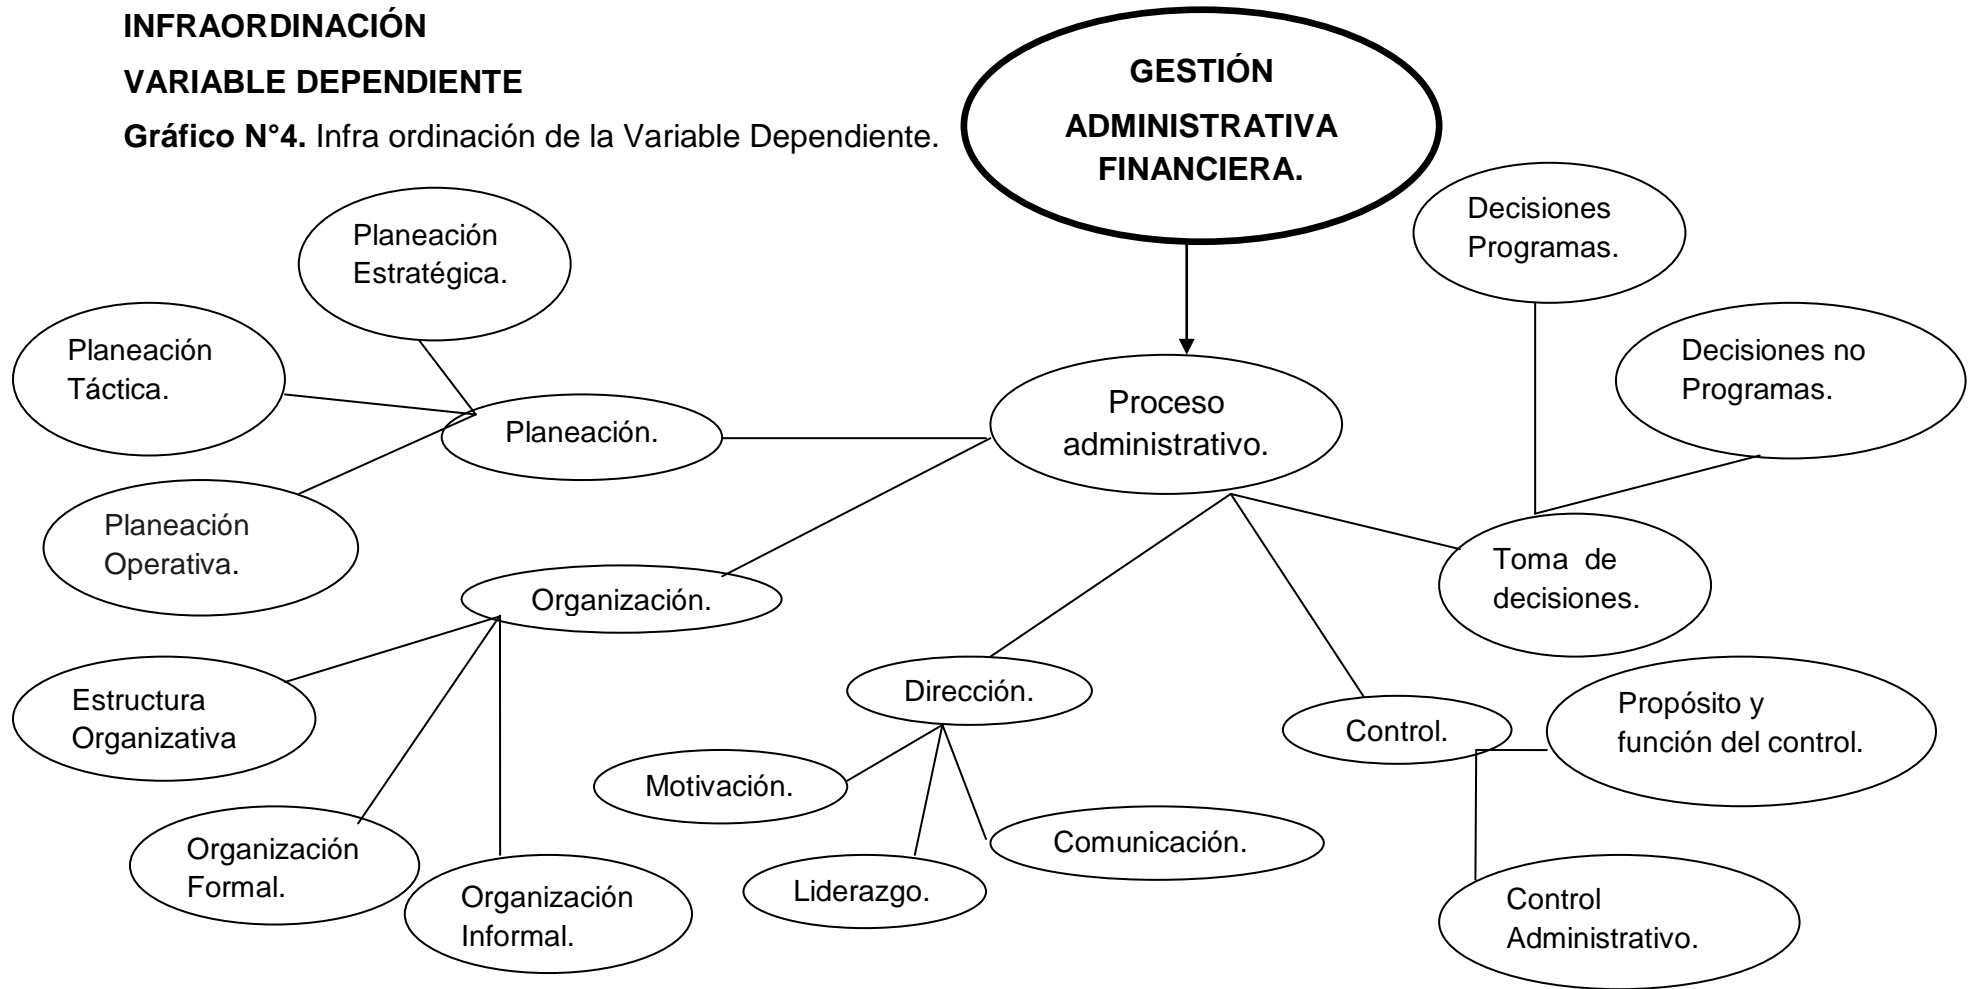 INFRAORDINACIÓN
VARIABLE DEPENDIENTE
Gráfico N°4. Infra ordinación de la Variable Dependiente.
GESTIÓN
ADMINISTRATIVA
FINANCIERA.
Decisiones
Programas.
Planeación
Estratégica.
Planeación
Táctica.
Decisiones no
Programas.
Proceso
administrativo.
Planeación.
Planeación
Operativa.
Toma  de
decisiones.
Organización.
Estructura
Organizativa
Dirección.
Control.
Propósito y
función del control.
Motivación.
Comunicación.
Organización
Formal.
Liderazgo.
Organización
Informal.
Control
Administrativo.